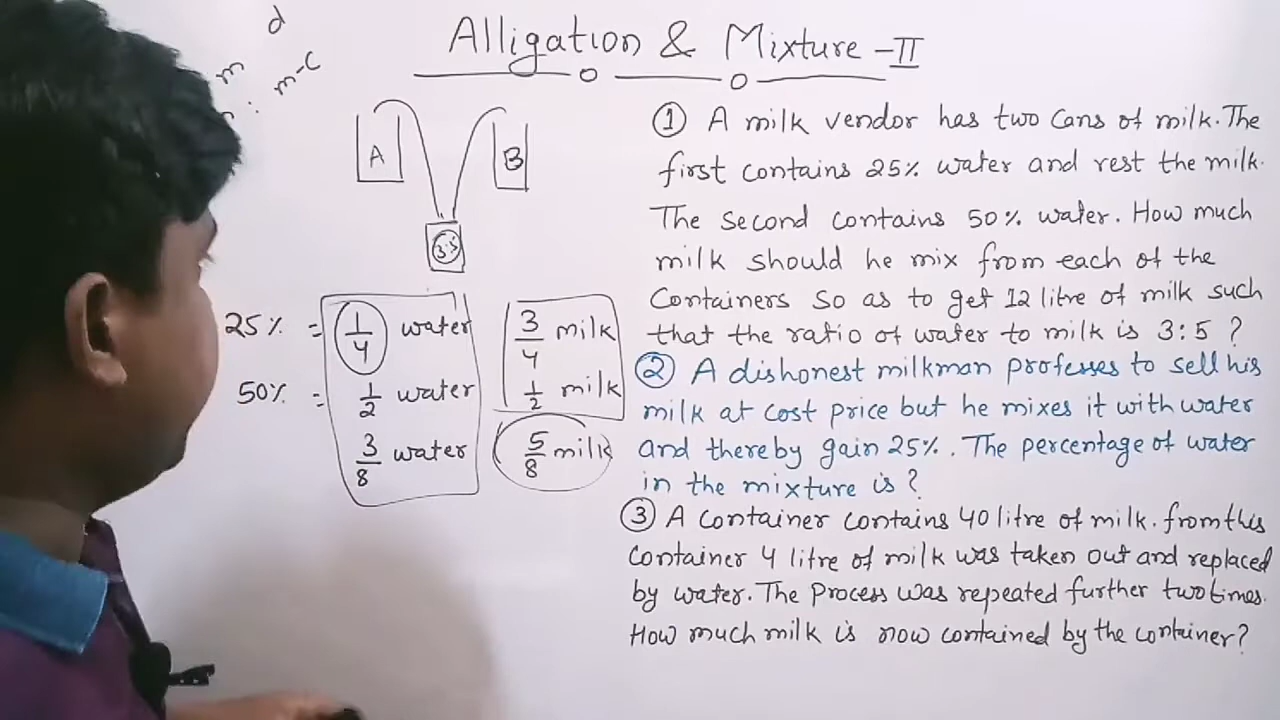 Alligation & Mixture -II
d
m
m-c
:
A
B
3:5
25% = 1/4 water 3/4 milk
50% = 1/2 water 1/2 milk
3/8 water 5/8 milk
① A milk vendor has two cans of milk. The
first contains 25% water and rest the milk.
The second contains 50% water. How much
milk should he mix from each of the
Containers so as to get 12 litre of milk such
that the ratio of water to milk is 3:5 ?
② A dishonest milkman professes to sell his
milk at cost price but he mixes it with water
and thereby gain 25%. The percentage of water
in the mixture is ?
③ A container contains 40 litre of milk. from this
container 4 litre of milk was taken out and replaced
by water. The process was repeated further two times.
How much milk is now contained by the container?